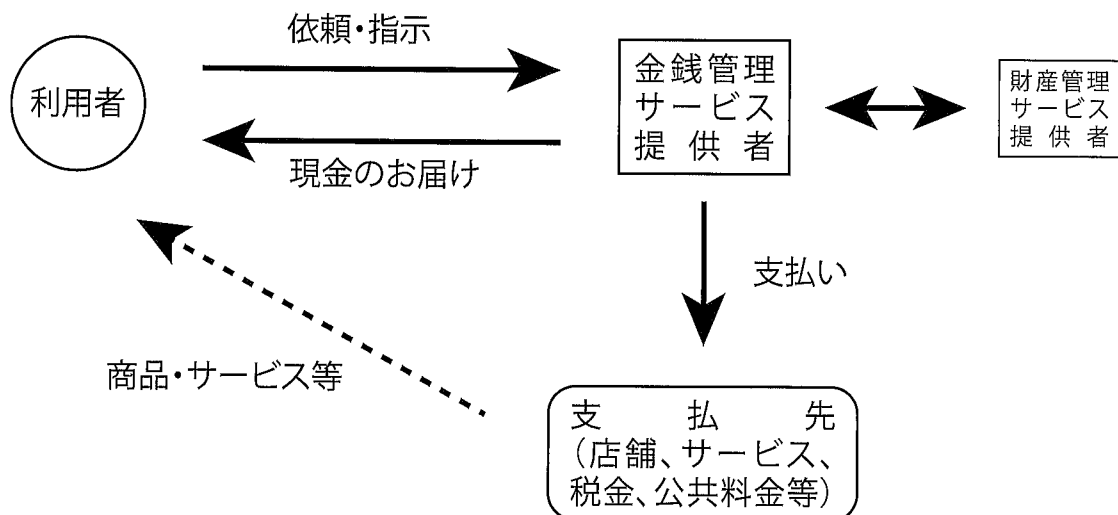 依頼・指示
利用者
金銭管理
サービス
提供者
財産管理
サービス
提供者
現金のお届け
支払い
商品・サービス等
支払先
（店舗、サービス、
税金、公共料金等）